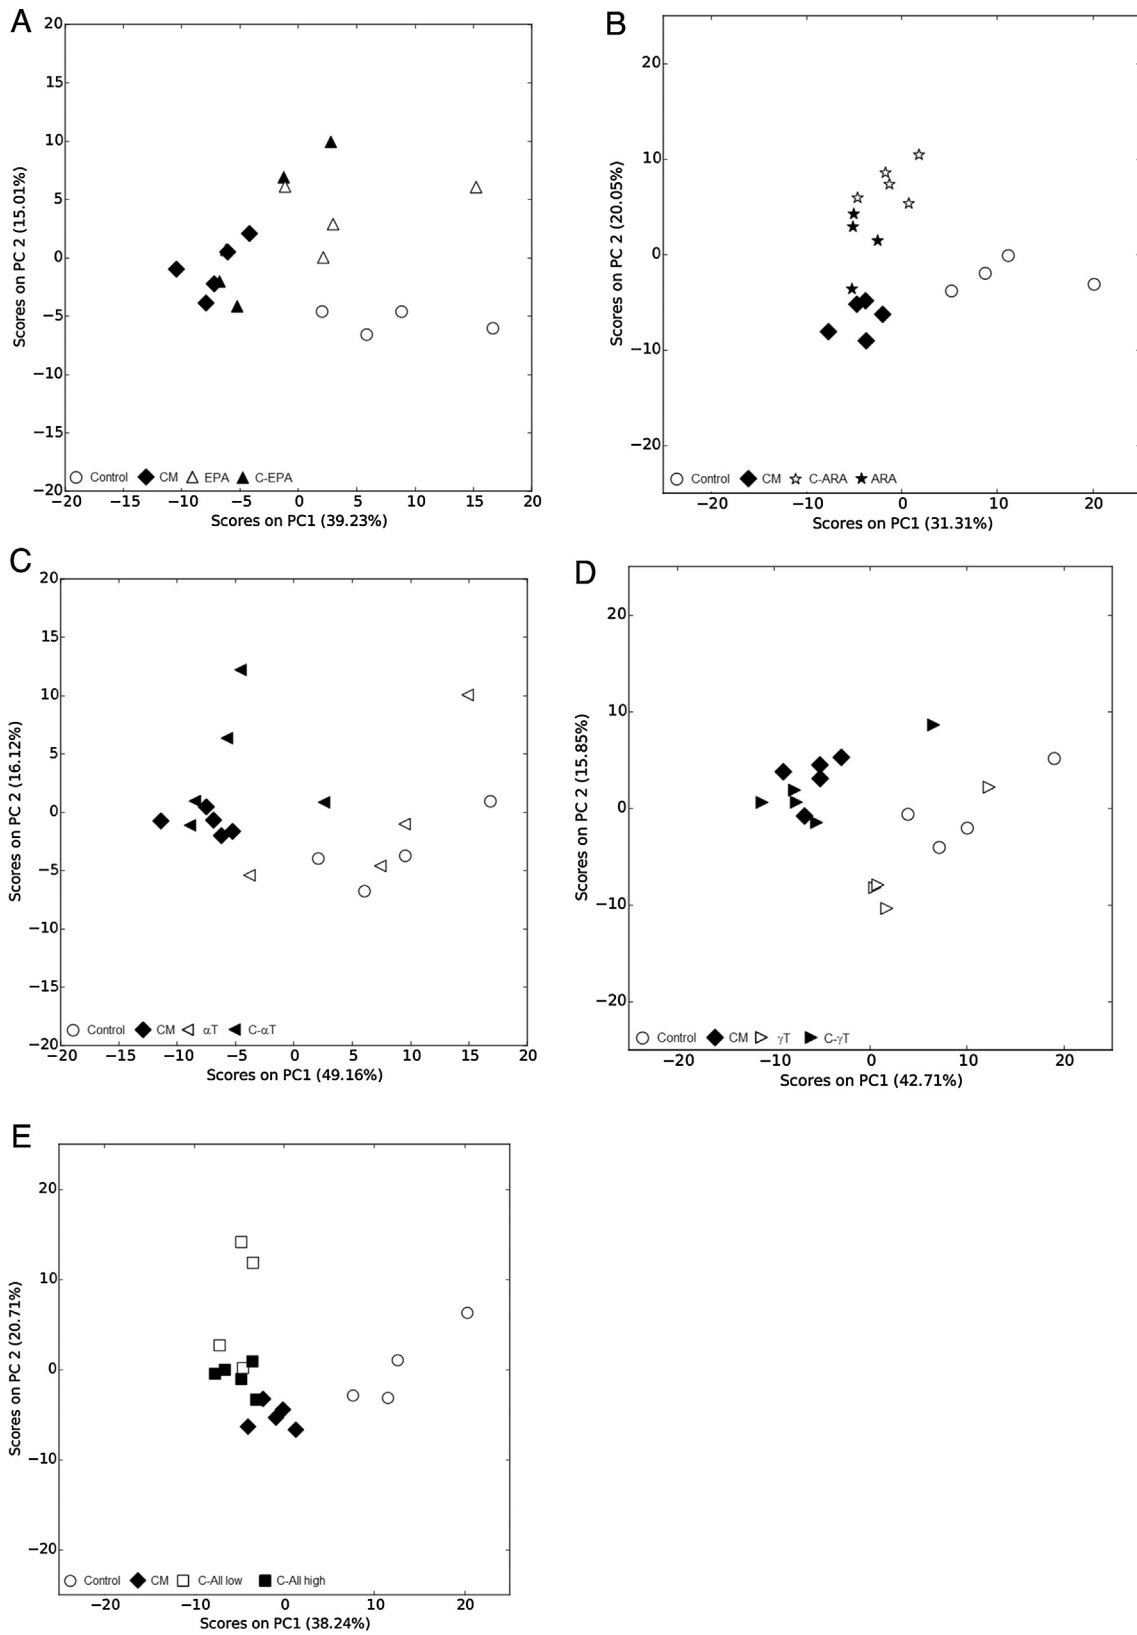 A
20
15
10
5
0
−5
−10
−15
−20
Scores on PC 2 (15.01%)
Control CM EPA C-EPA
−20 −15 −10 −5 0 5 10 15 20
Scores on PC1 (39.23%)
B
20
10
0
−10
−20
Scores on PC 2 (20.05%)
Control CM C-ARA ARA
−20 −10 0 10 20
Scores on PC1 (31.31%)
C
20
15
10
5
0
−5
−10
−15
−20
Scores on PC 2 (16.12%)
Control CM αT C-αT
−20 −15 −10 −5 0 5 10 15 20
Scores on PC1 (49.16%)
D
20
10
0
−10
−20
Scores on PC 2 (15.85%)
Control CM γT C-γT
−20 −10 0 10 20
Scores on PC1 (42.71%)
E
20
10
0
−10
−20
Scores on PC 2 (20.71%)
Control CM C-All low C-All high
−20 −10 0 10 20
Scores on PC1 (38.24%)